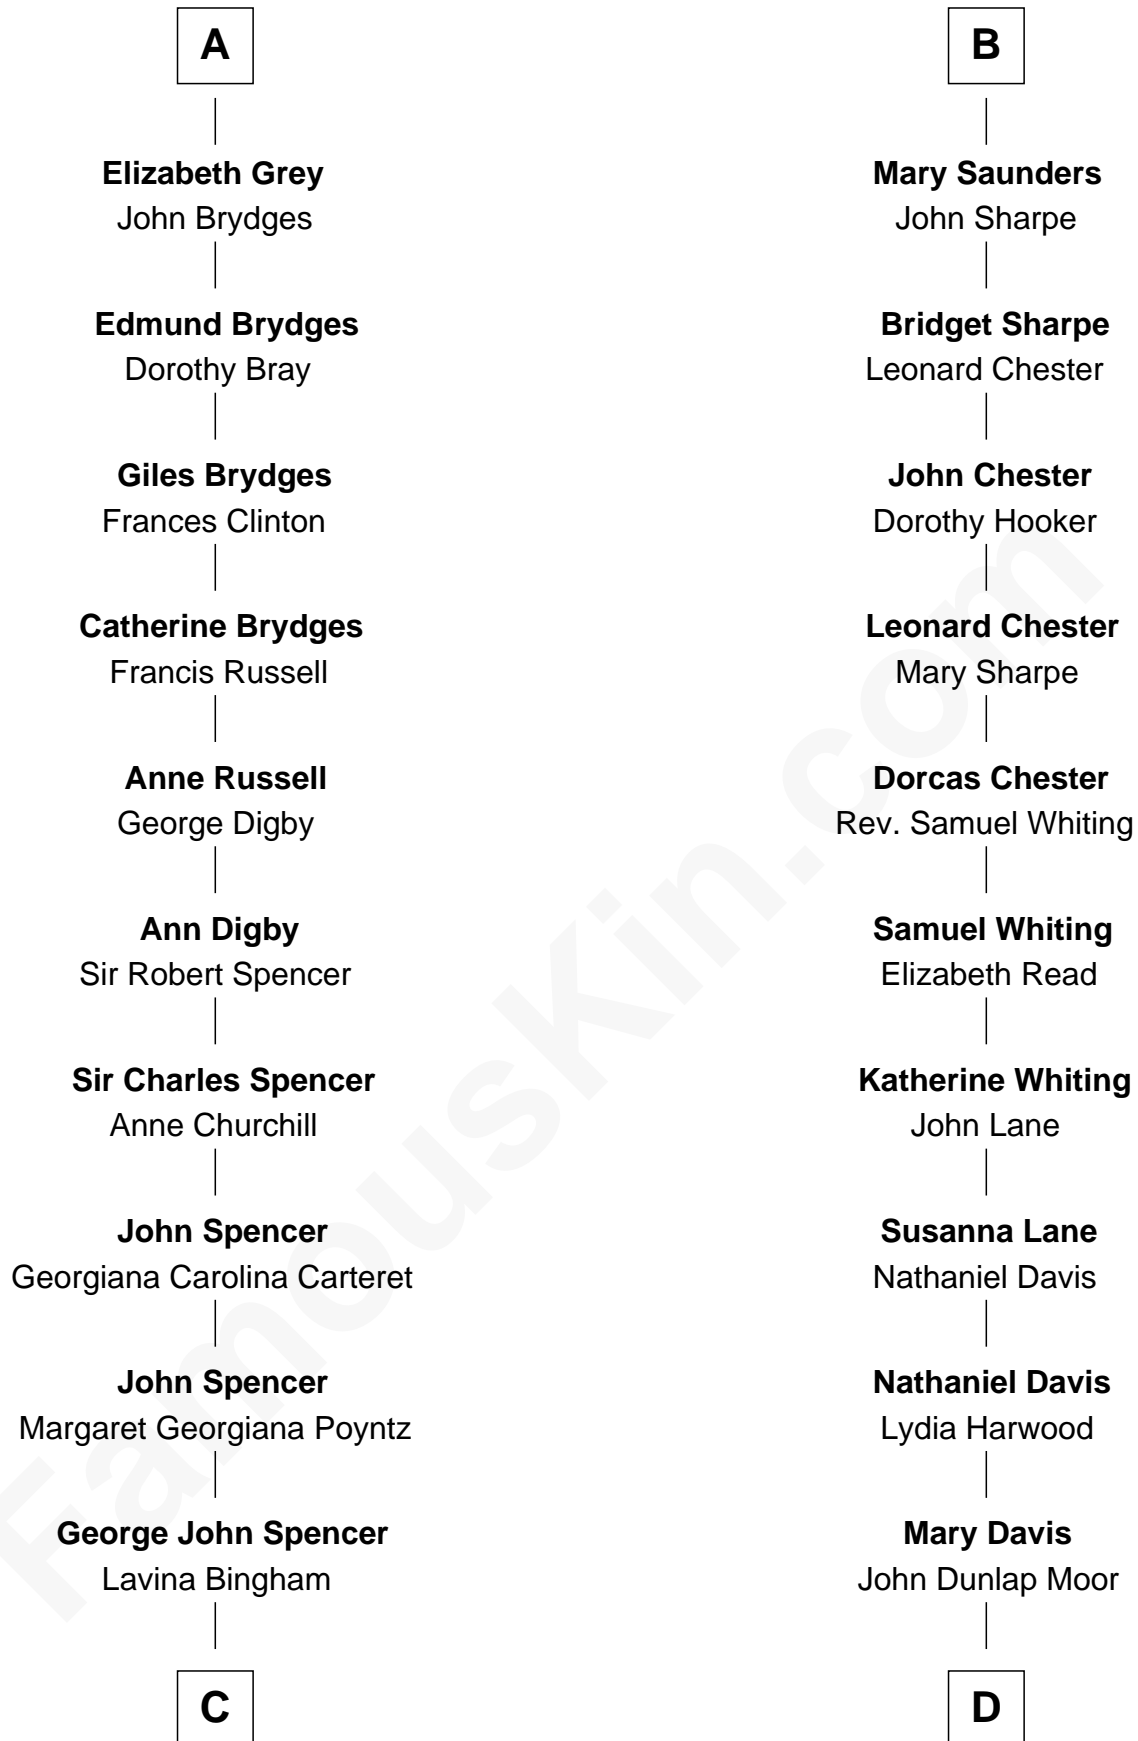 A
Elizabeth Grey
John Brydges
Edmund Brydges
Dorothy Bray
Giles Brydges
Frances Clinton
Catherine Brydges
Francis Russell
Anne Russell
George Digby
Ann Digby
Sir Robert Spencer
Sir Charles Spencer
Anne Churchill
John Spencer
Georgiana Carolina Carteret
John Spencer
Margaret Georgiana Poyntz
George John Spencer
Lavina Bingham
C
B
Mary Saunders
John Sharpe
Bridget Sharpe
Leonard Chester
John Chester
Dorothy Hooker
Leonard Chester
Mary Sharpe
Dorcas Chester
Rev. Samuel Whiting
Samuel Whiting
Elizabeth Read
Katherine Whiting
John Lane
Susanna Lane
Nathaniel Davis
Nathaniel Davis
Lydia Harwood
Mary Davis
John Dunlap Moor
D
FamousKin.com